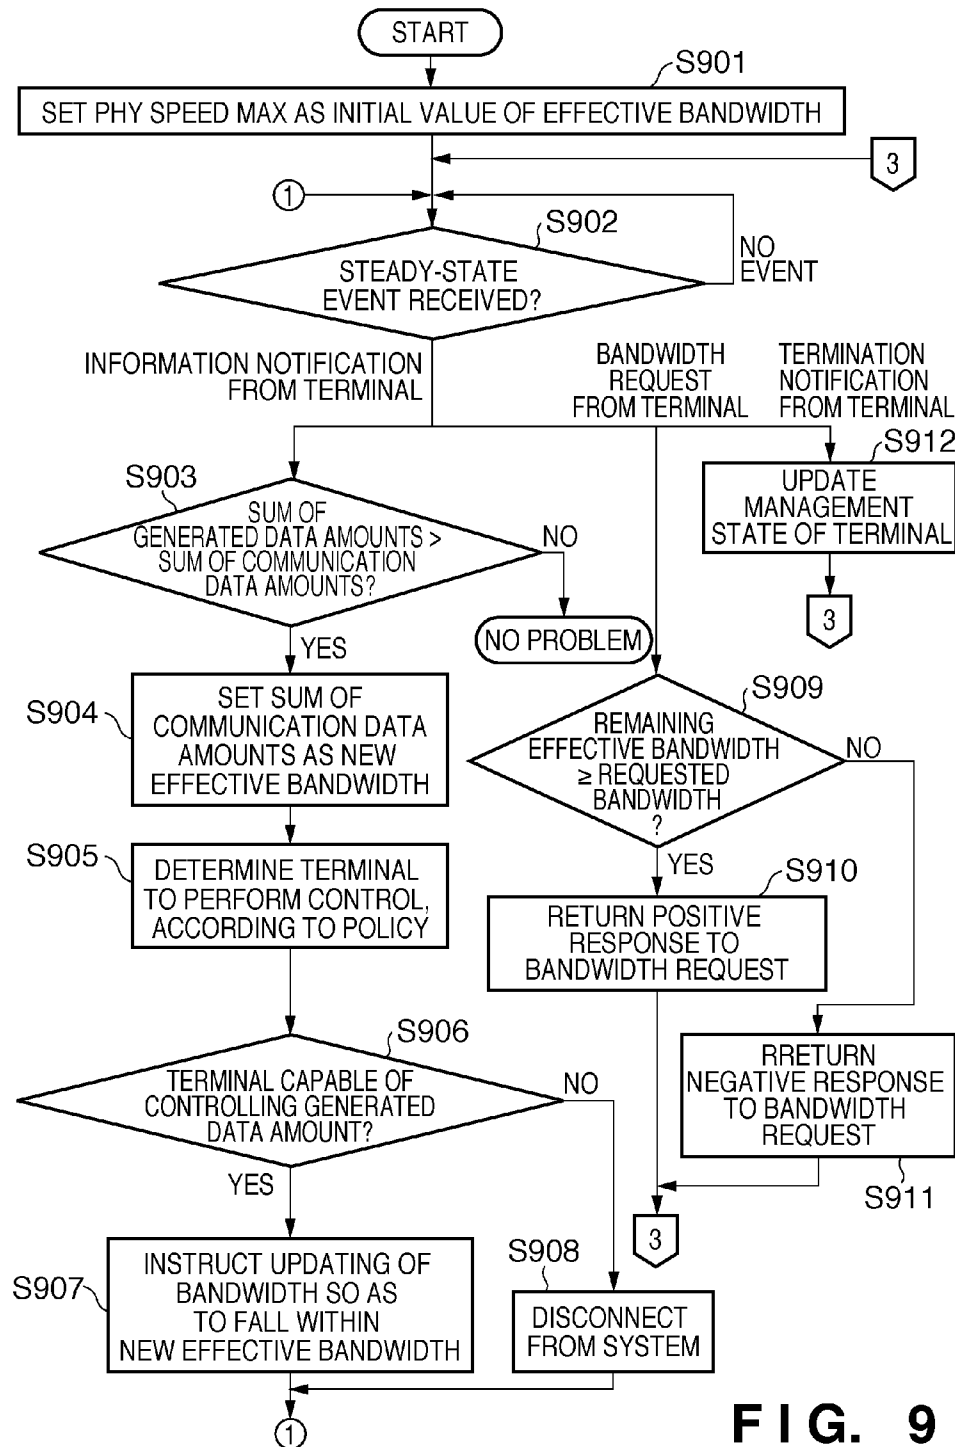 START
S901
SET PHY SPEED MAX AS INITIAL VALUE OF EFFECTIVE BANDWIDTH
3
1
S902
STEADY-STATE
EVENT RECEIVED?
NO
EVENT
INFORMATION NOTIFICATION
FROM TERMINAL
BANDWIDTH
REQUEST
FROM TERMINAL
TERMINATION
NOTIFICATION
FROM TERMINAL
S912
UPDATE
MANAGEMENT
STATE OF TERMINAL
3
S903
SUM OF
GENERATED DATA AMOUNTS >
SUM OF COMMUNICATION
DATA AMOUNTS?
NO
NO PROBLEM
YES
S904
SET SUM OF
COMMUNICATION DATA
AMOUNTS AS NEW
EFFECTIVE BANDWIDTH
S909
REMAINING
EFFECTIVE BANDWIDTH
≥ REQUESTED
BANDWIDTH
?
NO
YES
S905
DETERMINE TERMINAL
TO PERFORM CONTROL,
ACCORDING TO POLICY
S910
RETURN POSITIVE
RESPONSE TO
BANDWIDTH REQUEST
S906
TERMINAL CAPABLE OF
CONTROLLING GENERATED
DATA AMOUNT?
NO
YES
RRETURN
NEGATIVE RESPONSE
TO BANDWIDTH
REQUEST
S911
3
S907
INSTRUCT UPDATING OF
BANDWIDTH SO AS
TO FALL WITHIN
NEW EFFECTIVE BANDWIDTH
S908
DISCONNECT
FROM SYSTEM
1
FIG. 9